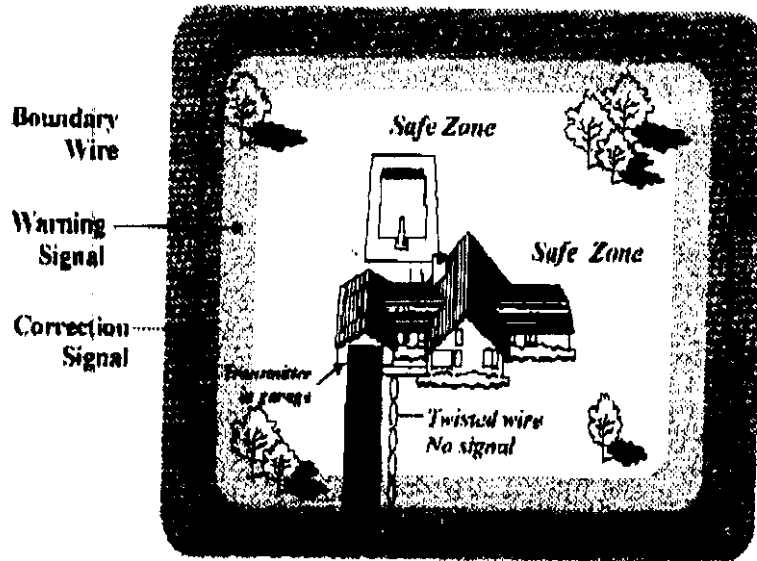 Boundary
Wire
Safe Zone
Warning
Signal
Safe Zone
Correction
Signal
Transmitter
in garage
Twisted wire
No signal